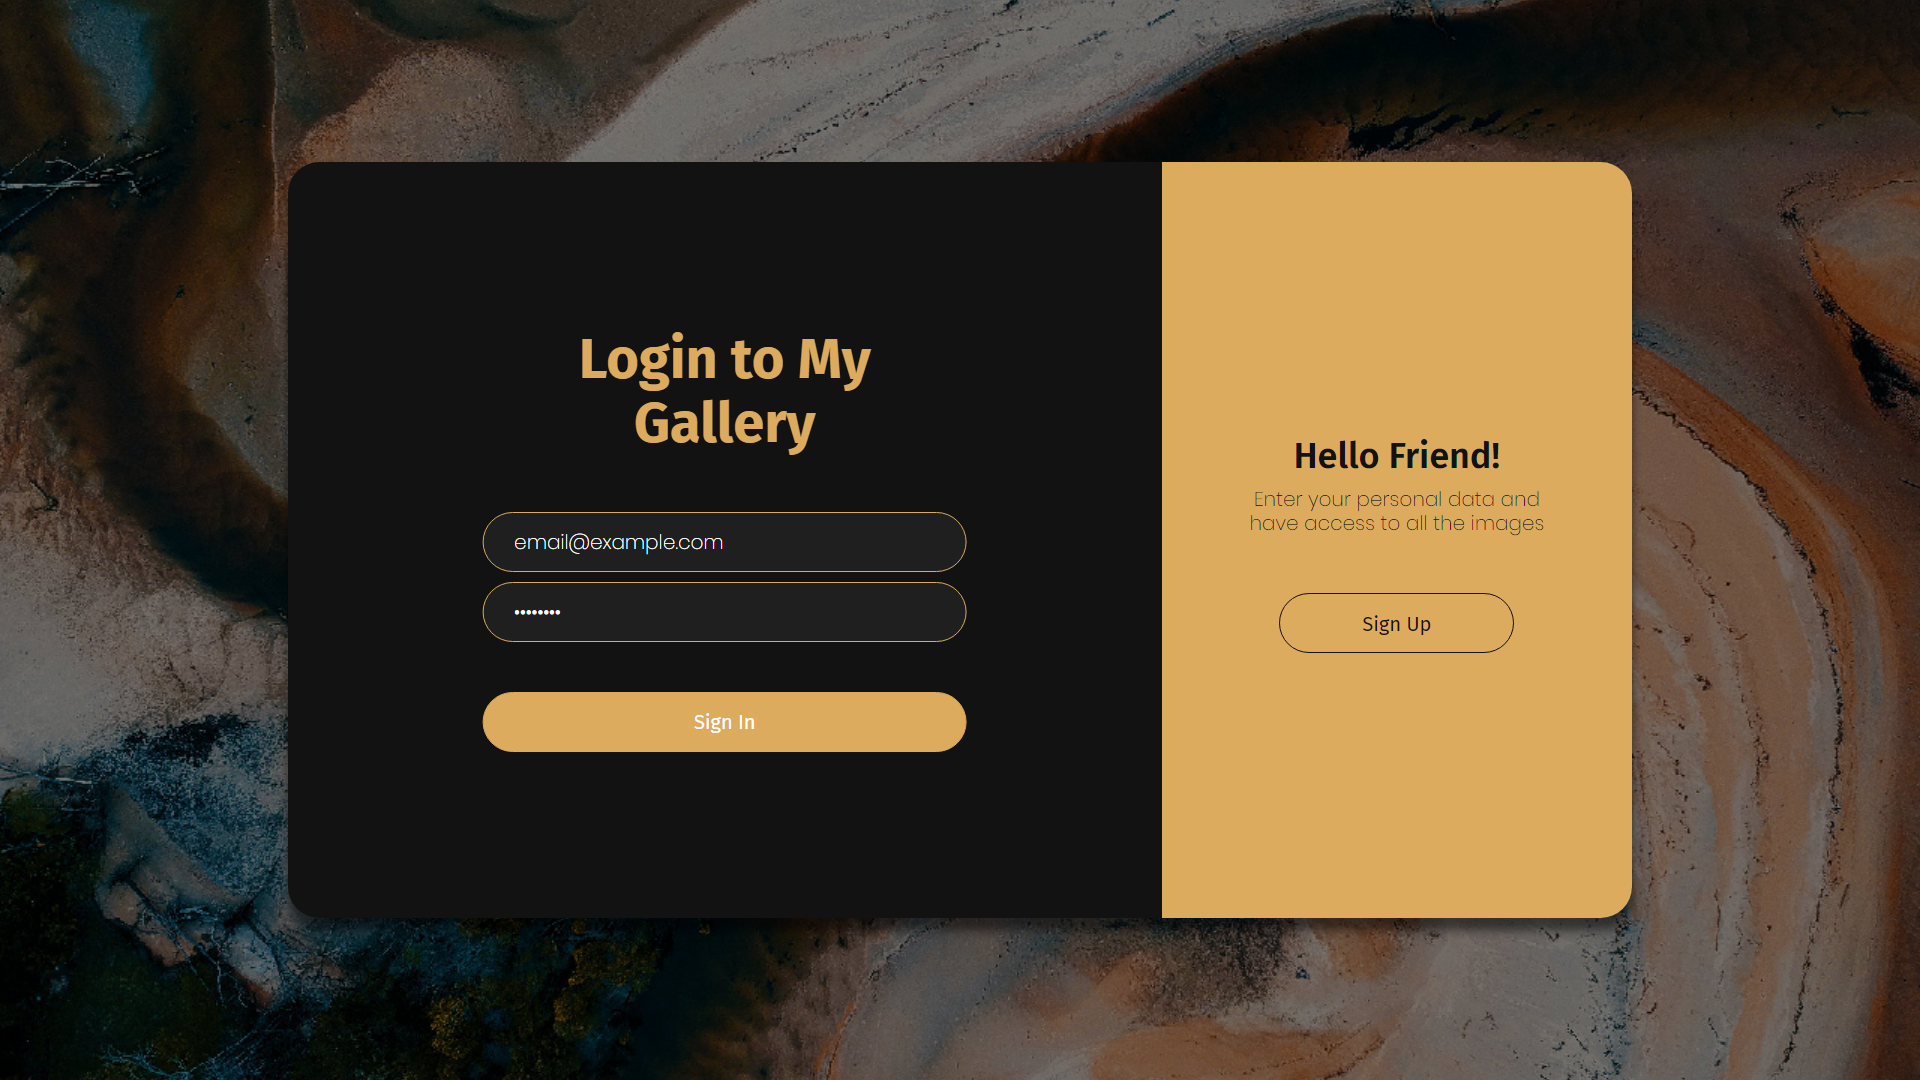 Login to My
Gallery
email@example.com
••••••••
Sign In
Hello Friend!
Enter your personal data and
have access to all the images
Sign Up